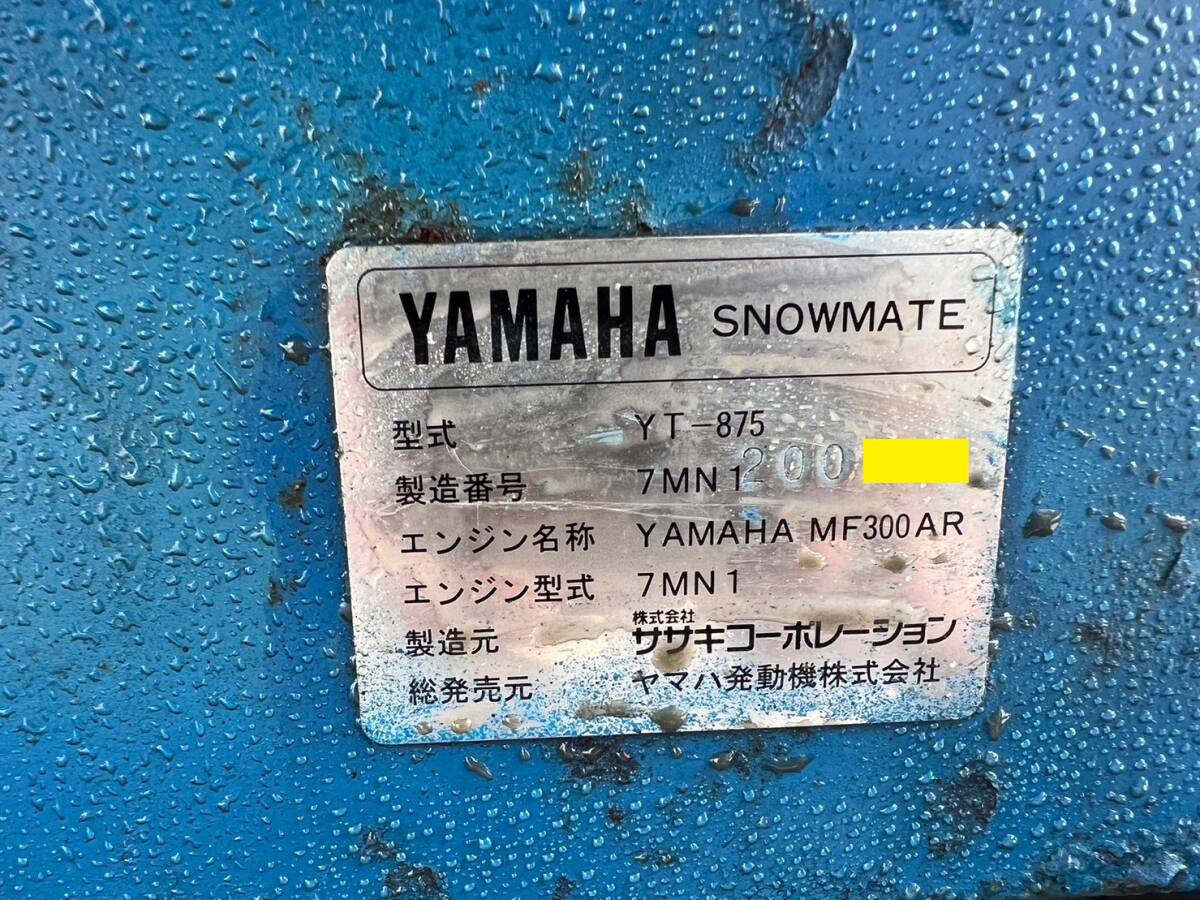 YAMAHA SNOWMATE
型式 YT-875
製造番号 7MN1 200
エンジン名称 YAMAHA MF300AR
エンジン型式 7MN1
製造元 株式会社ササキコーポレーション
総発売元 ヤマハ発動機株式会社